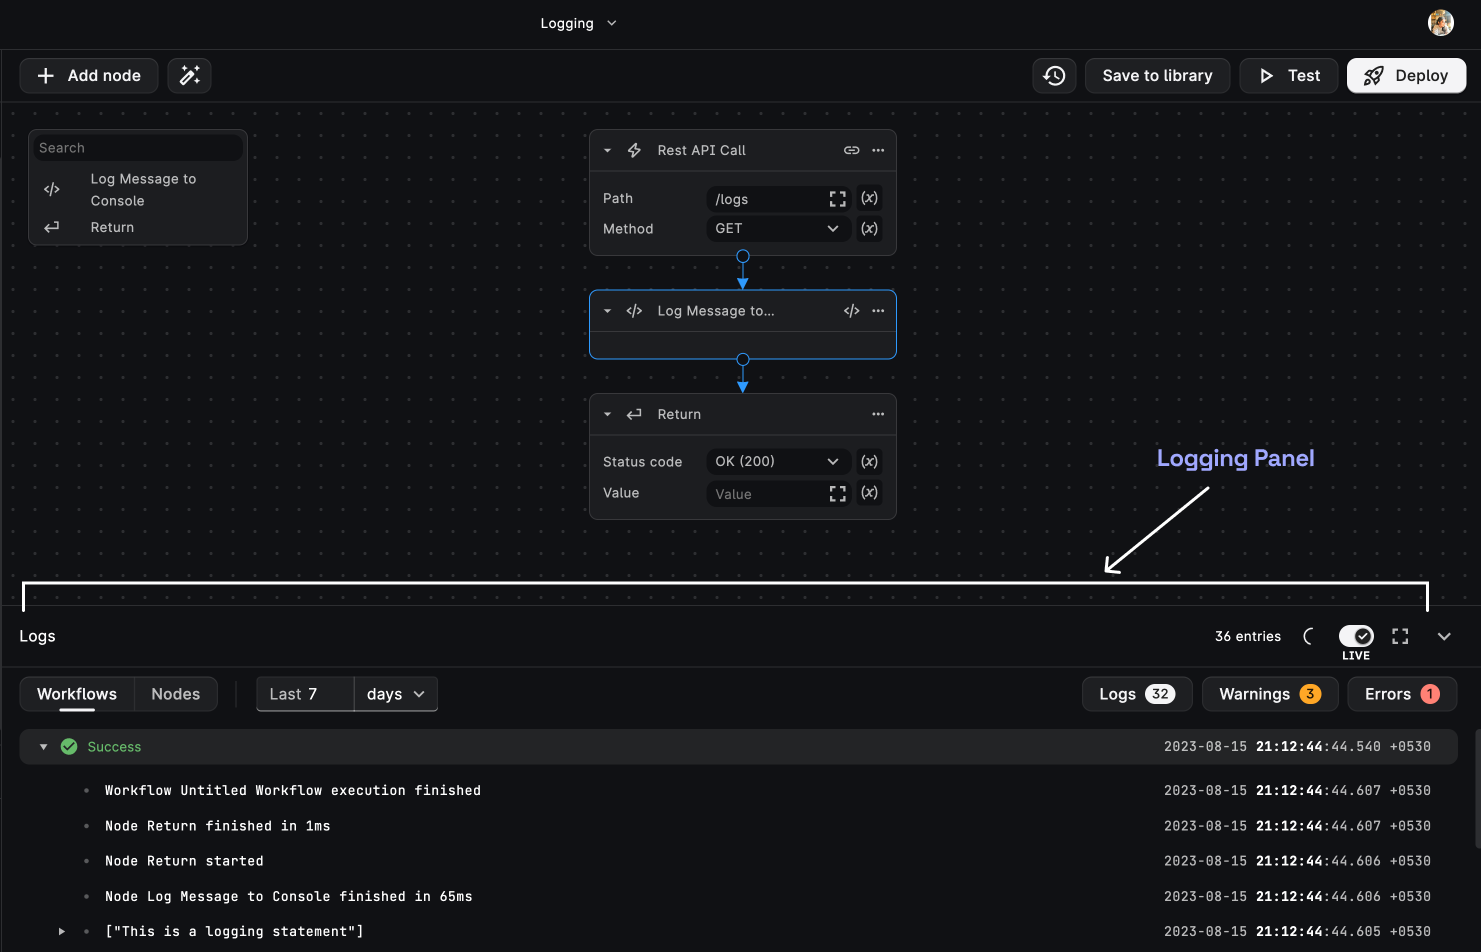 Logging
Add node
Save to library
Test
Deploy
Search
Log Message to
Console
Return
Rest API Call
Path
/logs
(x)
Method
GET
(x)
Log Message to...
Return
Status code
OK (200)
(x)
Value
Value
(x)
Logging Panel
Logs
36 entries
LIVE
Workflows
Nodes
Last 7
days
Logs 32
Warnings 3
Errors 1
Success 2023-08-15 21:12:44:44.540 +0530
Workflow Untitled Workflow execution finished 2023-08-15 21:12:44:44.607 +0530
Node Return finished in 1ms 2023-08-15 21:12:44:44.607 +0530
Node Return started 2023-08-15 21:12:44:44.606 +0530
Node Log Message to Console finished in 65ms 2023-08-15 21:12:44:44.606 +0530
["This is a logging statement"] 2023-08-15 21:12:44:44.605 +0530